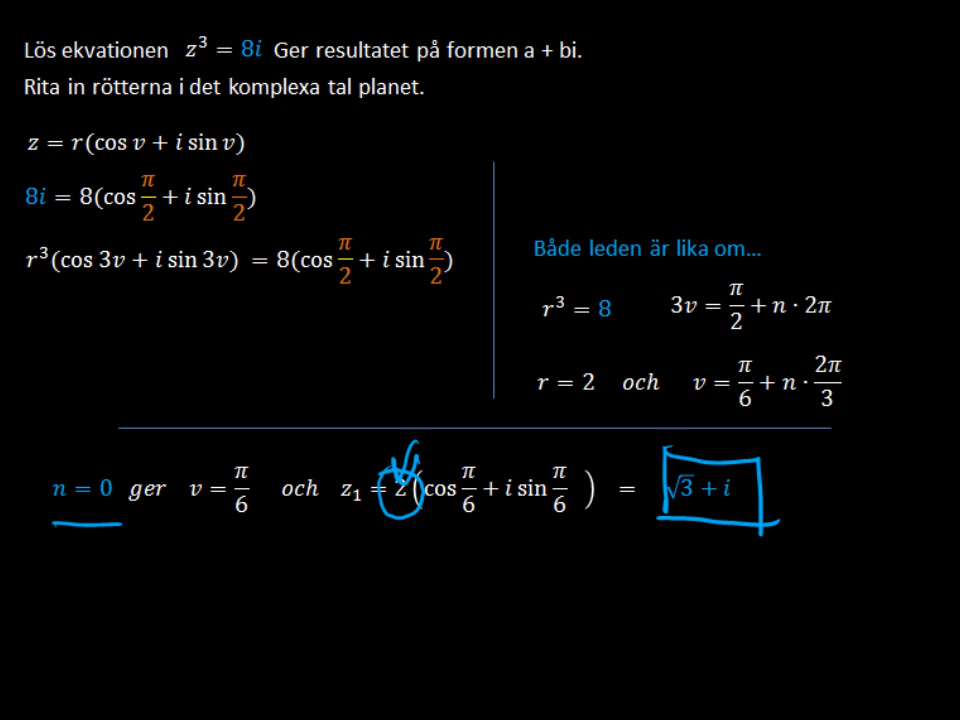 Lös ekvationen z³ = 8i Ger resultatet på formen a + bi.
Rita in rötterna i det komplexa tal planet.
z = r(cos v + i sin v)
8i = 8(cos π/2 + i sin π/2)
r³(cos 3v + i sin 3v) = 8(cos π/2 + i sin π/2)
Både leden är lika om...
r³ = 8 3v = π/2 + n · 2π
r = 2 och v = π/6 + n · 2π/3
n = 0 ger v = π/6 och z₁ = 2(cos π/6 + i sin π/6) = √3 + i